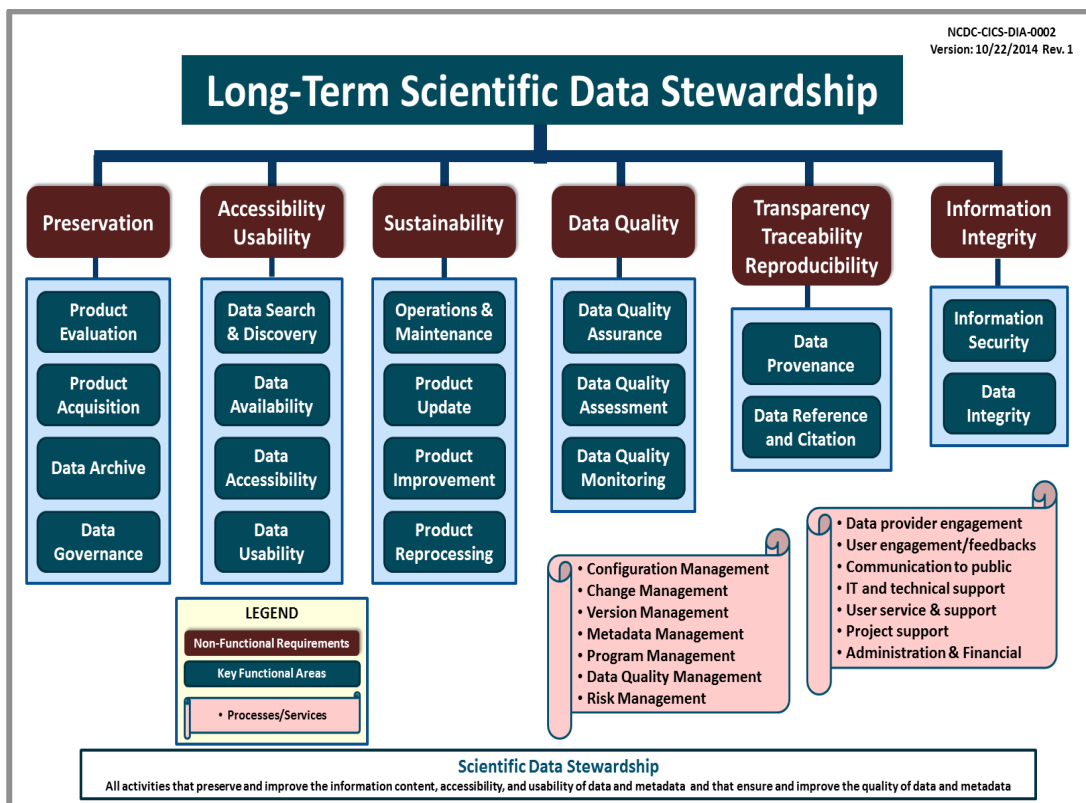 NCDC-CICS-DIA-0002
Version: 10/22/2014 Rev. 1
Long-Term Scientific Data Stewardship
Preservation
Product
Evaluation
Product
Acquisition
Data Archive
Data
Governance
Accessibility
Usability
Data Search
& Discovery
Data
Availability
Data
Accessibility
Data
Usability
Sustainability
Operations &
Maintenance
Product
Update
Product
Improvement
Product
Reprocessing
Data Quality
Data Quality
Assurance
Data Quality
Assessment
Data Quality
Monitoring
Transparency
Traceability
Reproducibility
Data
Provenance
Data Reference
and Citation
Information
Integrity
Information
Security
Data
Integrity
• Configuration Management
• Change Management
• Version Management
• Metadata Management
• Program Management
• Data Quality Management
• Risk Management
• Data provider engagement
• User engagement/feedbacks
• Communication to public
• IT and technical support
• User service & support
• Project support
• Administration & Financial
LEGEND
Non-Functional Requirements
Key Functional Areas
• Processes/Services
Scientific Data Stewardship
All activities that preserve and improve the information content, accessibility, and usability of data and metadata and that ensure and improve the quality of data and metadata